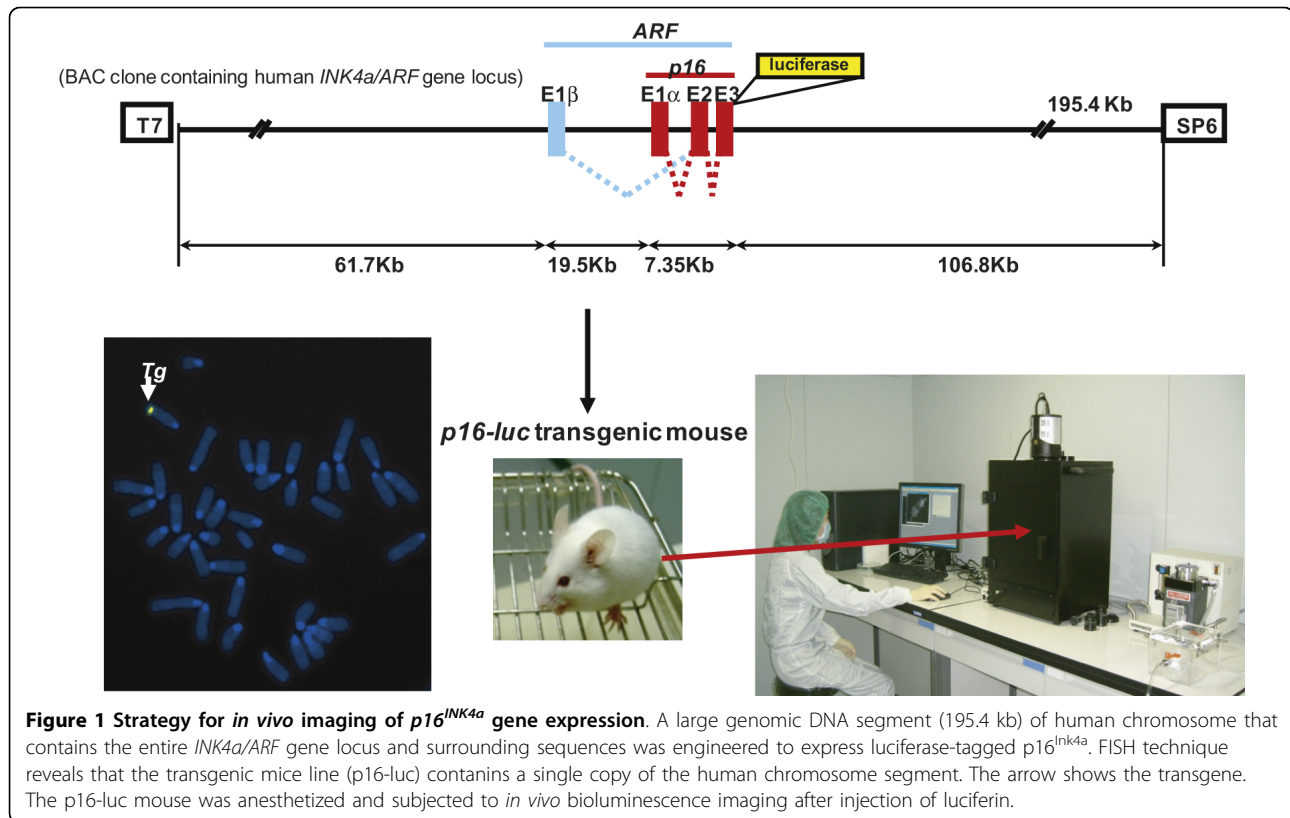 ARF
(BAC clone containing human INK4a/ARF gene locus)
p16
luciferase
E1β
E1α E2 E3
195.4 Kb
T7
SP6
61.7Kb
19.5Kb
7.35Kb
106.8Kb
Tg
p16-luc transgenic mouse
Figure 1 Strategy for in vivo imaging of p16INK4a gene expression. A large genomic DNA segment (195.4 kb) of human chromosome that
contains the entire INK4a/ARF gene locus and surrounding sequences was engineered to express luciferase-tagged p16Ink4a. FISH technique
reveals that the transgenic mice line (p16-luc) contanins a single copy of the human chromosome segment. The arrow shows the transgene.
The p16-luc mouse was anesthetized and subjected to in vivo bioluminescence imaging after injection of luciferin.